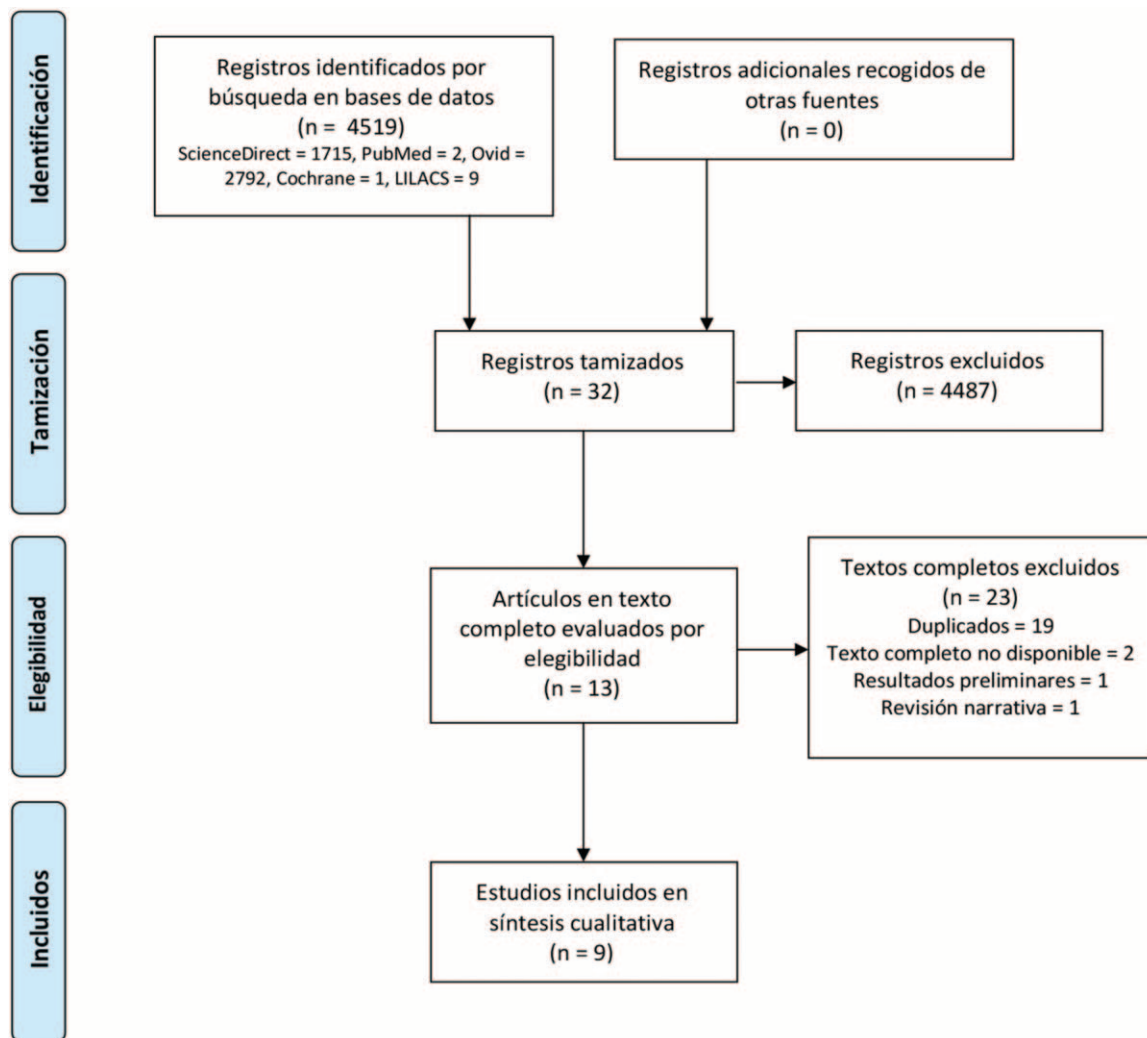 Identificación
Registros identificados por
búsqueda en bases de datos
(n = 4519)
ScienceDirect = 1715, PubMed = 2, Ovid =
2792, Cochrane = 1, LILACS = 9
Registros adicionales recogidos de
otras fuentes
(n = 0)
Tamización
Registros tamizados
(n = 32)
Registros excluidos
(n = 4487)
Elegibilidad
Artículos en texto
completo evaluados por
elegibilidad
(n = 13)
Textos completos excluidos
(n = 23)
Duplicados = 19
Texto completo no disponible = 2
Resultados preliminares = 1
Revisión narrativa = 1
Incluidos
Estudios incluidos en
síntesis cualitativa
(n = 9)